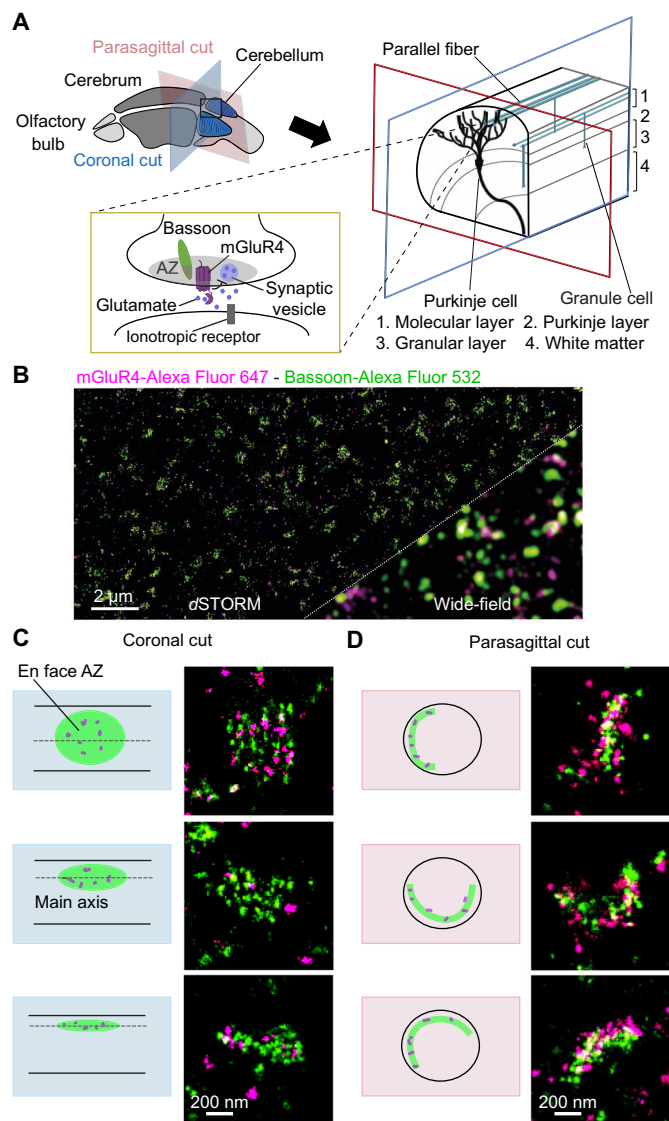 A
Parasagittal cut
Cerebellum
Cerebrum
Olfactory
bulb
Coronal cut
Parallel fiber
1
2
3
4
Bassoon
mGluR4
AZ
Synaptic
vesicle
Glutamate
Ionotropic receptor
Purkinje cell
Granule cell
1. Molecular layer 2. Purkinje layer
3. Granular layer 4. White matter
B
mGluR4-Alexa Fluor 647 - Bassoon-Alexa Fluor 532
2 µm
dSTORM
Wide-field
C
Coronal cut
D
Parasagittal cut
En face AZ
Main axis
200 nm
200 nm